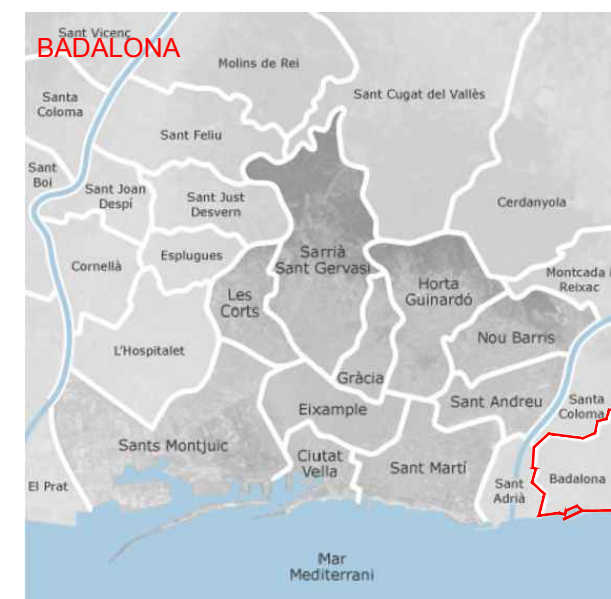 Sant Vicenç
BADALONA
Molins de Rei
Sant Cugat del Vallès
Santa
Coloma
Sant Feliu
Sant
Boi
Sant Joan
Despí
Sant Just
Desvern
Cerdanyola
Esplugues
Sarrià
Sant Gervasi
Cornellà
Montcada i
Reixac
Horta
Guinardó
Les
Corts
Nou Barris
L'Hospitalet
Gràcia
Eixample
Sant Andreu
Santa
Coloma
Sants Montjuic
Ciutat
Vella
Sant Martí
El Prat
Sant
Adrià
Badalona
Mar
Mediterrani